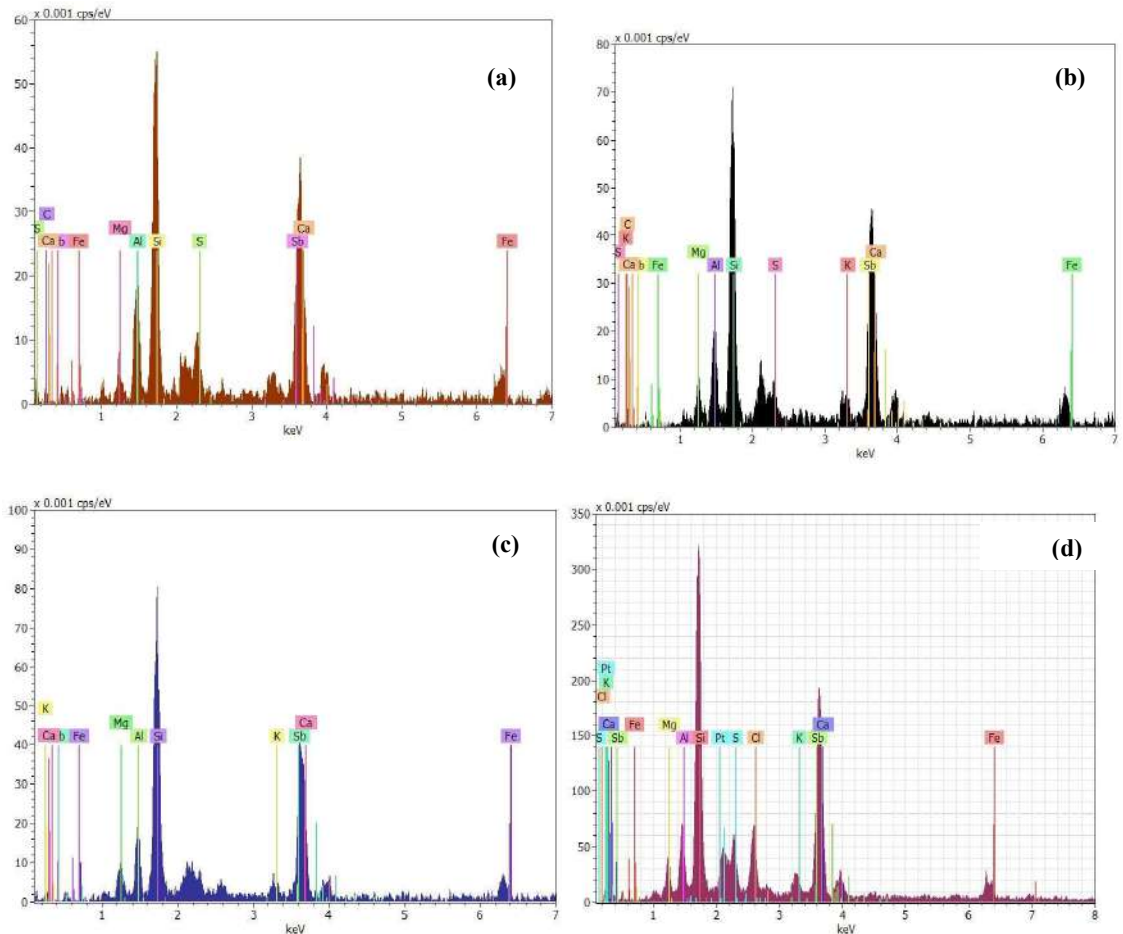 x 0.001 cps/eV
(a)
60
50
40
30
20
10
0
C
S
Mg
Ca
Ca b Fe
Al Si S
Sb
Fe
1 2 3 4 5 6 7
keV
x 0.001 cps/eV
(b)
80
70
60
50
40
30
20
10
0
C
K
S
Mg
Ca
Ca b Fe
Al Si S
K Sb
Fe
1 2 3 4 5 6 7
keV
x 0.001 cps/eV
(c)
100
90
80
70
60
50
40
30
20
10
0
K
Mg
Ca
Ca b Fe
Al Si
K Sb
Fe
1 2 3 4 5 6 7
keV
x 0.001 cps/eV
(d)
350
300
250
200
150
100
50
0
Pt
K
Cl
Ca Fe Mg Ca
S Sb Al Si Pt S Cl K Sb Fe
1 2 3 4 5 6 7 8
keV